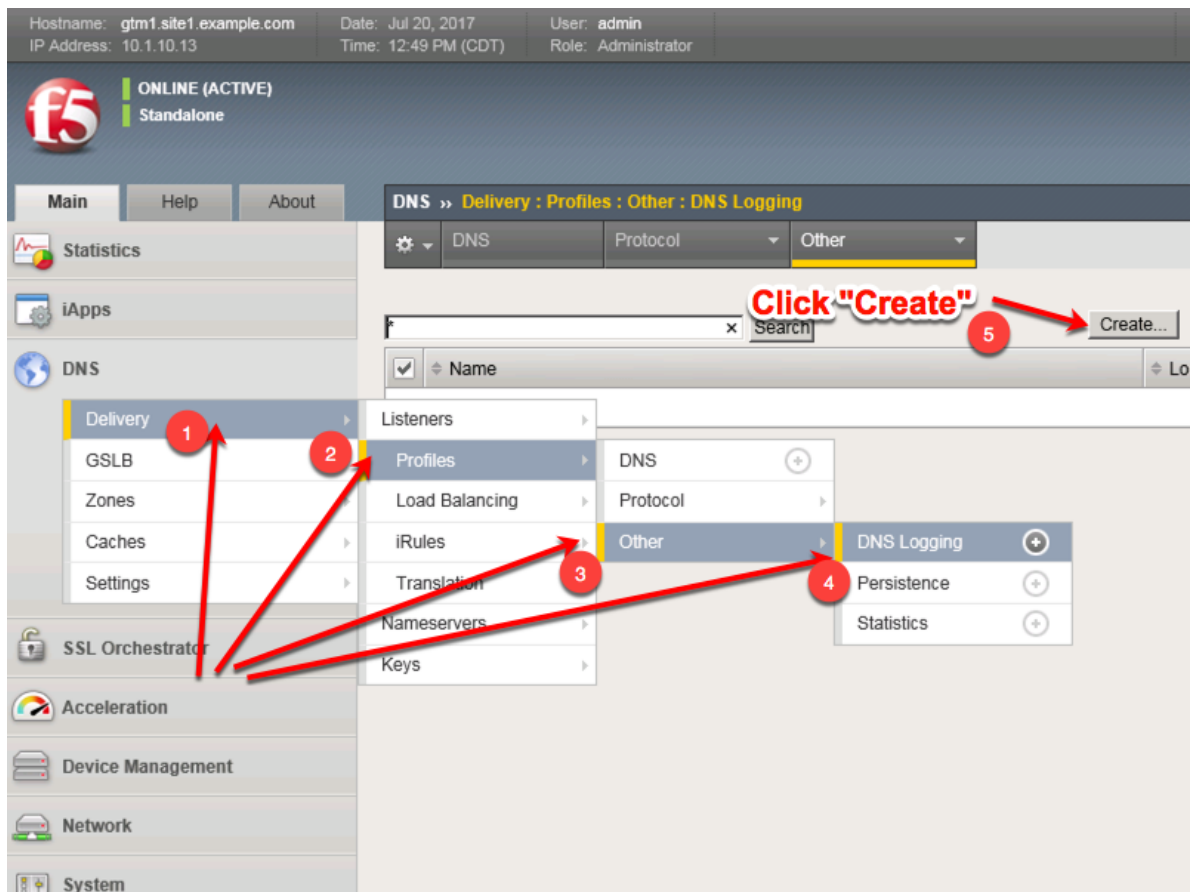 Hostname: gtm1.site1.example.com Date: Jul 20, 2017 User: admin
IP Address: 10.1.10.13 Time: 12:49 PM (CDT) Role: Administrator
f5
ONLINE (ACTIVE)
Standalone
Main Help About
DNS » Delivery : Profiles : Other : DNS Logging
DNS Protocol Other
Statistics
iApps
DNS
Click "Create"
5
Create...
* × Search
Name Lo
Delivery 1
GSLB
Zones
Caches
Settings
Listeners
2 Profiles
Load Balancing
iRules
Translation
Nameservers
Keys
DNS
Protocol
3 Other
4 DNS Logging
Persistence
Statistics
SSL Orchestrator
Acceleration
Device Management
Network
System